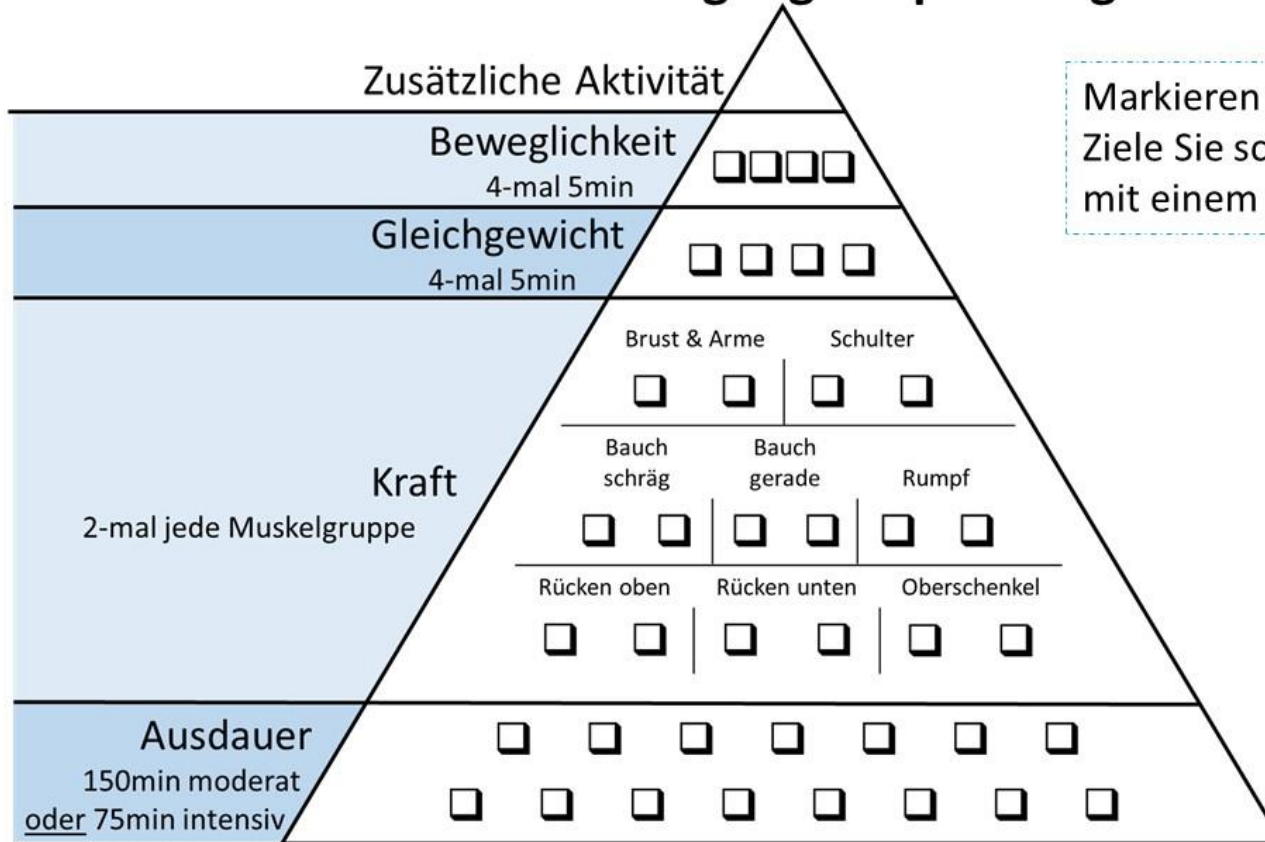 Zusätzliche Aktivität
Markieren
Ziele Sie
mit einem
Beweglichkeit
4-mal 5min
Gleichgewicht
4-mal 5min
Brust & Arme Schulter
Bauch schräg Bauch gerade Rumpf
Kraft
2-mal jede Muskelgruppe
Rücken oben Rücken unten Oberschenkel
Ausdauer
150min moderat
oder 75min intensiv